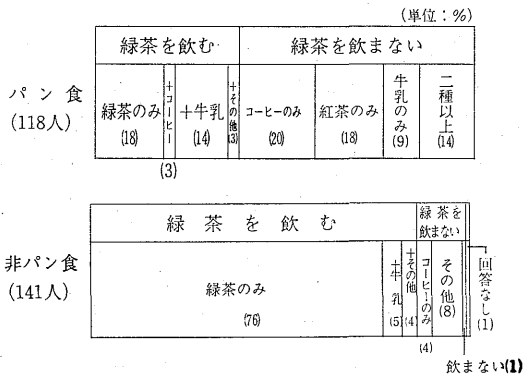 (単位:%)
緑茶を飲む
緑茶を飲まない
パン食
(118人)
緑茶のみ
(18)
+コーヒー
(3)
+牛乳
(14)
+その他
(3)
コーヒーのみ
(20)
紅茶のみ
(18)
牛乳のみ
(9)
二種以上
(14)
緑茶を飲む
緑茶を
飲まない
非パン食
(141人)
緑茶のみ
(76)
+牛乳
(5)
+その他
(4)
コーヒーのみ
(4)
その他
(8)
回答なし
(1)
飲まない(1)